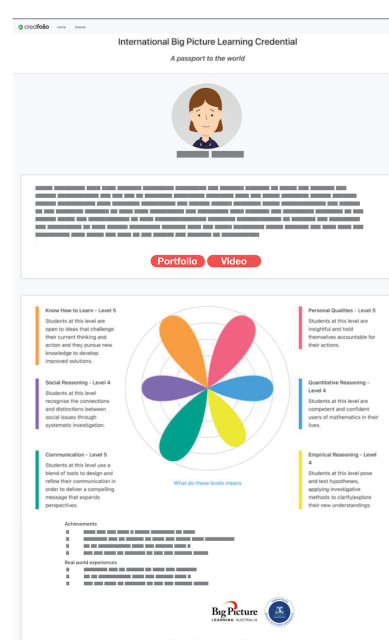 credfolio Home Shared
International Big Picture Learning Credential
A passport to the world
Portfolio Video
Know How to Learn - Level 5
Students at this level are
open to ideas that challenge
their current thinking and
action and they pursue new
knowledge to develop
improved solutions.
Social Reasoning - Level 4
Students at this level
recognise the connections
and distinctions between
social issues through
systematic investigation.
Communication - Level 5
Students at this level use a
blend of tools to design and
refine their communication in
order to deliver a compelling
message that expands
perspectives.
Personal Qualities - Level 5
Students at this level are
insightful and hold
themselves accountable for
their actions.
Quantitative Reasoning -
Level 4
Students at this level are
competent and confident
users of mathematics in their
lives.
Empirical Reasoning - Level
4
Students at this level pose
and test hypotheses,
applying investigative
methods to clarify/explore
their new understandings.
What do these levels means
Achievements
Real world experiences
Big Picture
LEARNING AUSTRALIA